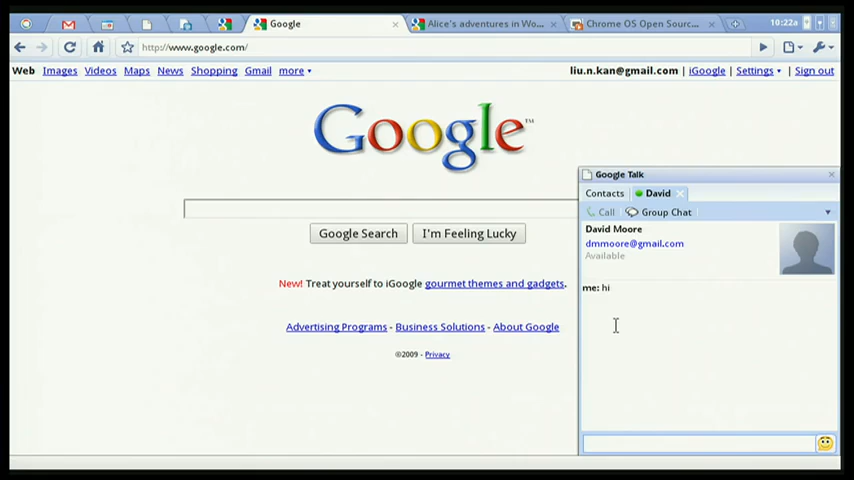 Google
Alice's adventures in Wo...
Chrome OS Open Sourc...
10:22a
http://www.google.com/
Web Images Videos Maps News Shopping Gmail more
liu.n.kan@gmail.com | iGoogle | Settings | Sign out
Google™
Google Search
I'm Feeling Lucky
New! Treat yourself to iGoogle gourmet themes and gadgets.
Advertising Programs - Business Solutions - About Google
©2009 - Privacy
Google Talk
Contacts
David
Call
Group Chat
David Moore
dmmoore@gmail.com
Available
me: hi